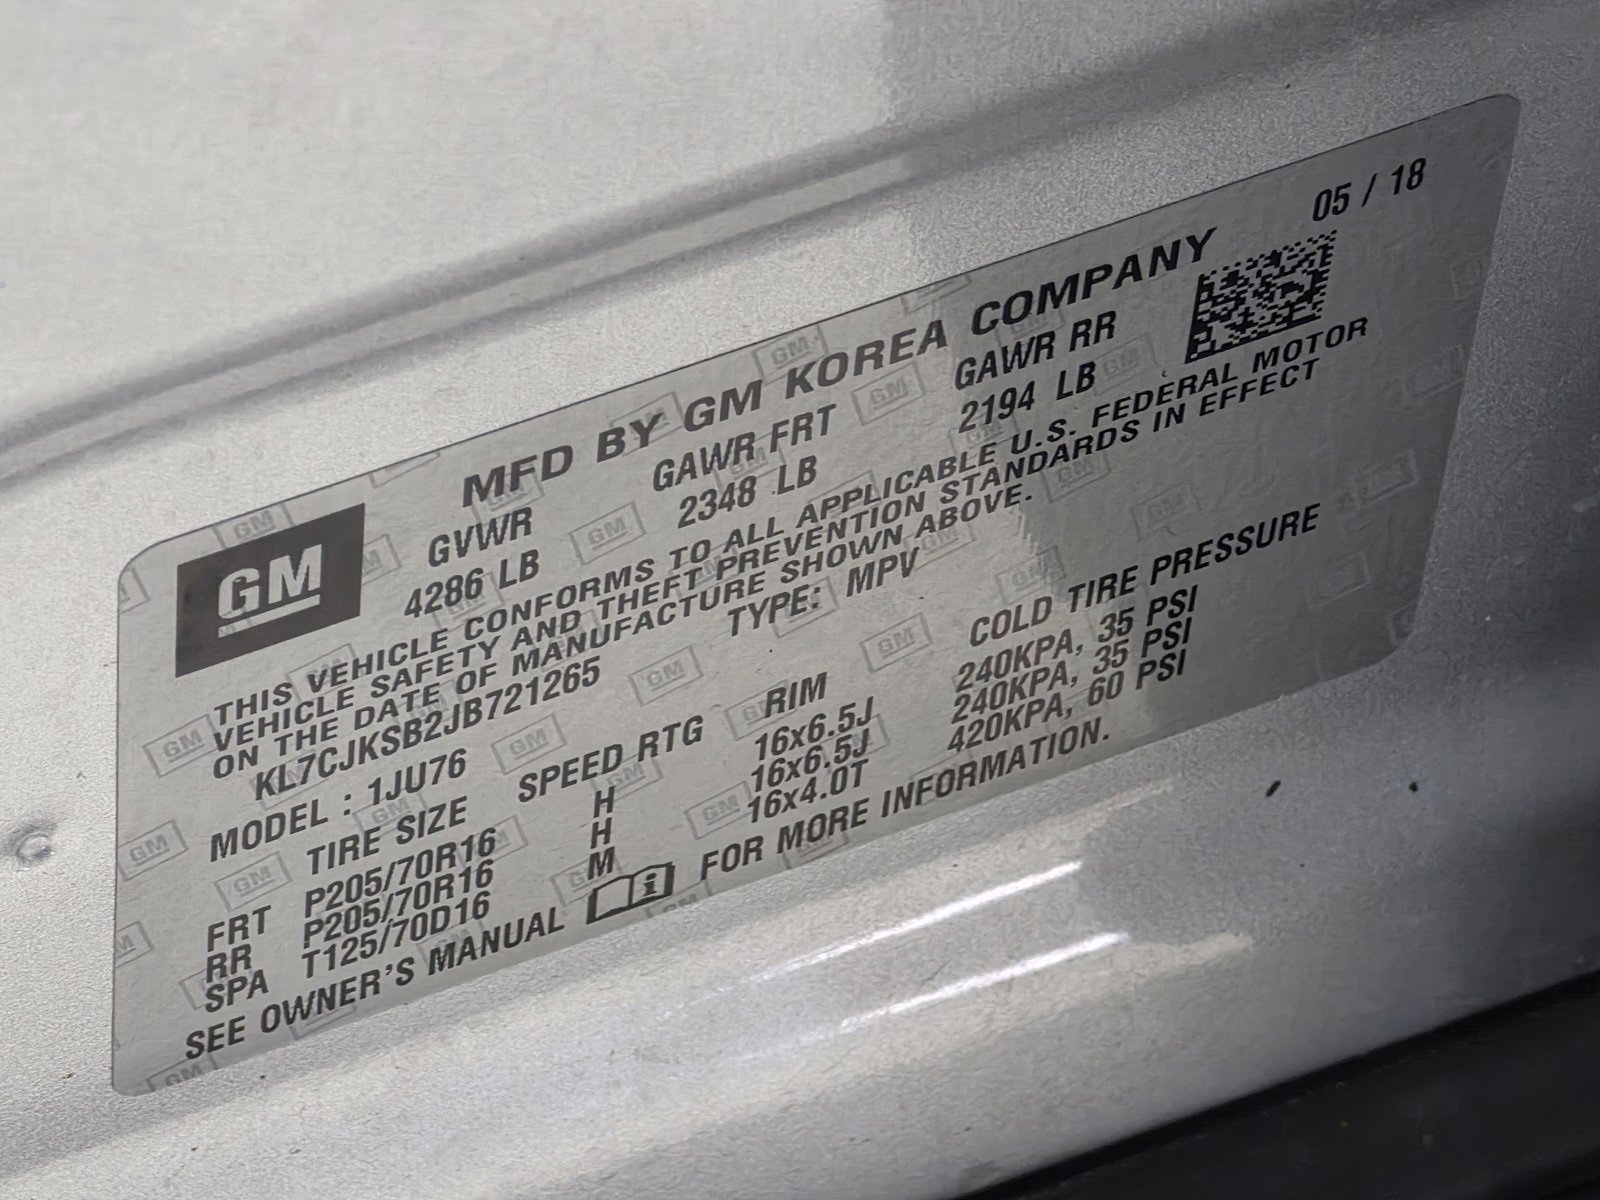 05 / 18
MFD BY GM KOREA COMPANY
GM
GVWR GAWR FRT GAWR RR
4286 LB 2348 LB 2194 LB
THIS VEHICLE CONFORMS TO ALL APPLICABLE U.S. FEDERAL MOTOR
VEHICLE SAFETY AND THEFT PREVENTION STANDARDS IN EFFECT
ON THE DATE OF MANUFACTURE SHOWN ABOVE.
KL7CJKSB2JB721265 TYPE: MPV
MODEL : 1JU76
TIRE SIZE SPEED RTG RIM COLD TIRE PRESSURE
FRT P205/70R16 H 16x6.5J 240KPA, 35 PSI
RR P205/70R16 H 16x6.5J 240KPA, 35 PSI
SPA T125/70D16 M 16x4.0T 420KPA, 60 PSI
SEE OWNER'S MANUAL FOR MORE INFORMATION.